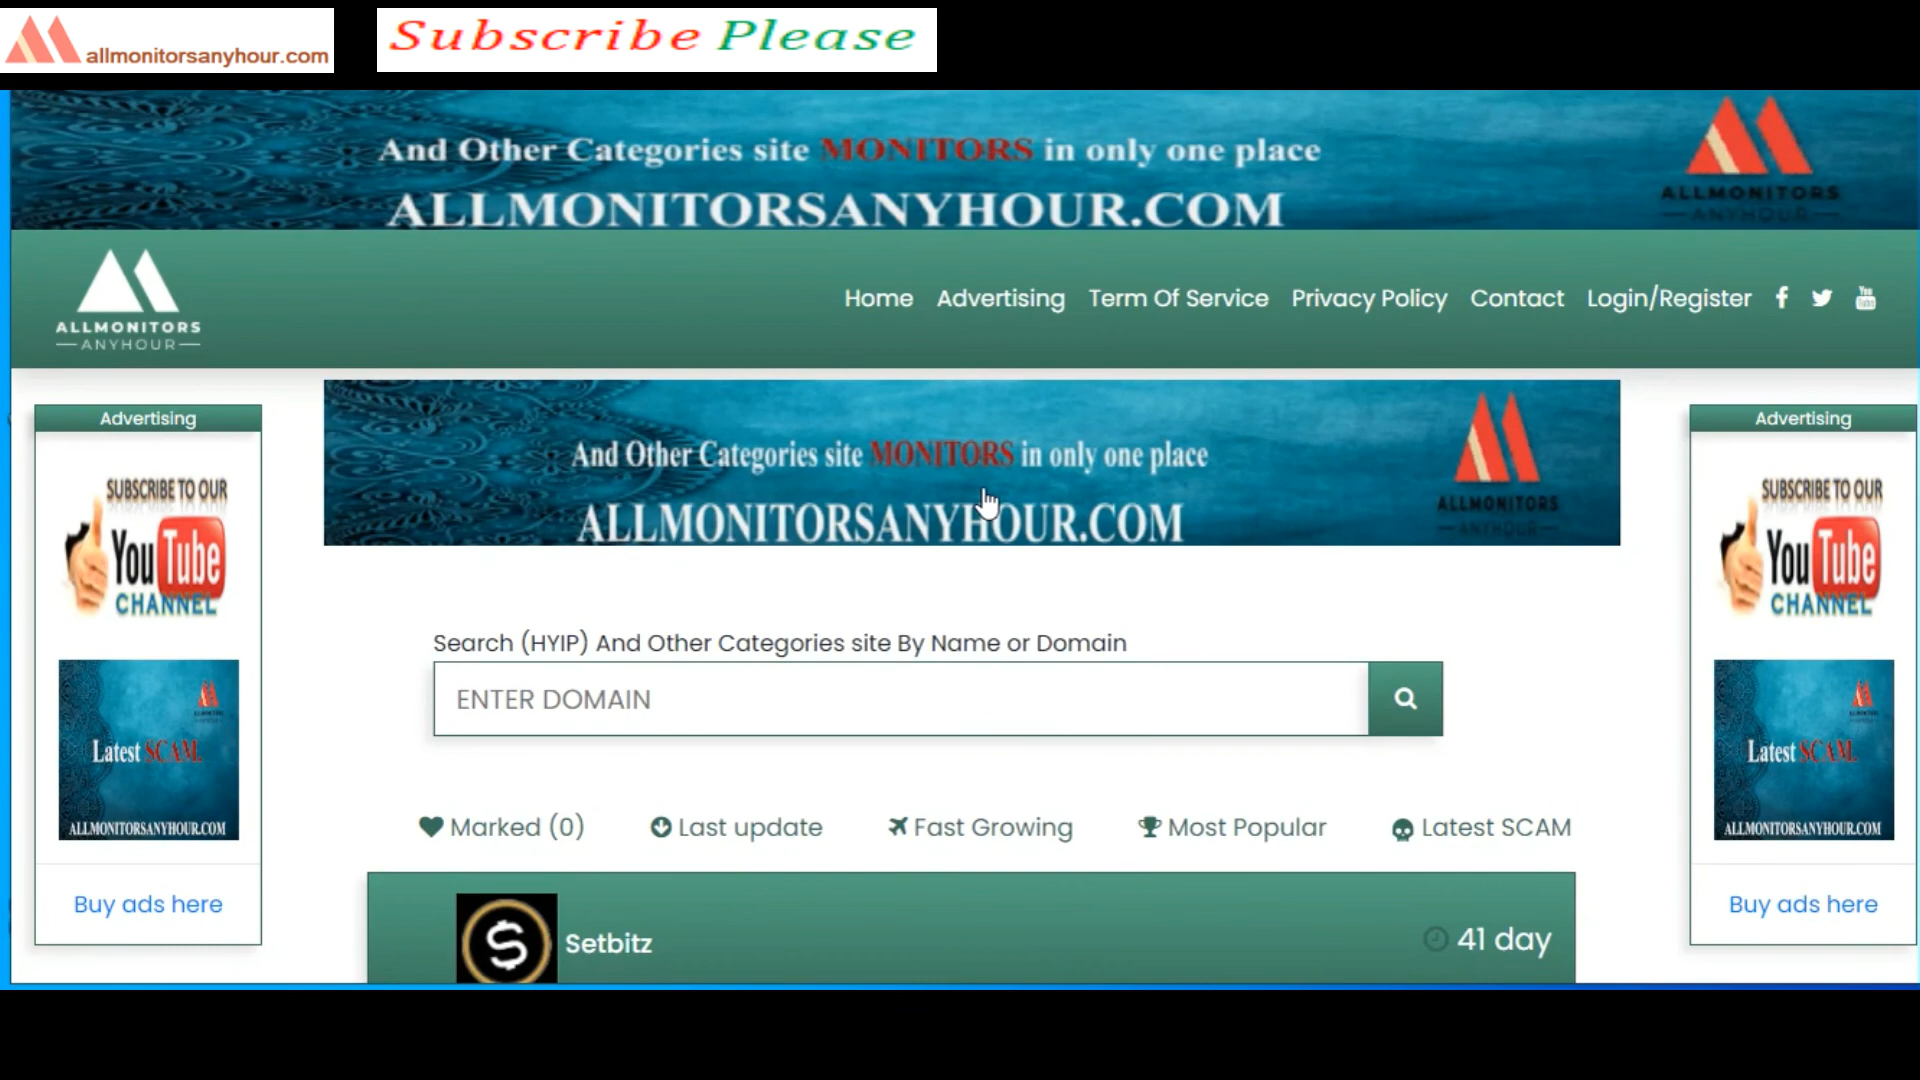 allmonitorsanyhour.com
Subscribe Please
And Other Categories site MONITORS in only one place
ALLMONITORSANYHOUR.COM
ALLMONITORS
ANYHOUR
ALLMONITORS
ANYHOUR
Home Advertising Term Of Service Privacy Policy Contact Login/Register
You
Tube
Advertising
SUBSCRIBE TO OUR
YouTube
CHANNEL
Latest SCAM
ALLMONITORSANYHOUR.COM
Buy ads here
And Other Categories site MONITORS in only one place
ALLMONITORSANYHOUR.COM
ALLMONITORS
ANYHOUR
Search (HYIP) And Other Categories site By Name or Domain
ENTER DOMAIN
Marked (0) Last update Fast Growing Most Popular Latest SCAM
$
Setbitz
41 day
Advertising
SUBSCRIBE TO OUR
YouTube
CHANNEL
Latest SCAM
ALLMONITORSANYHOUR.COM
Buy ads here